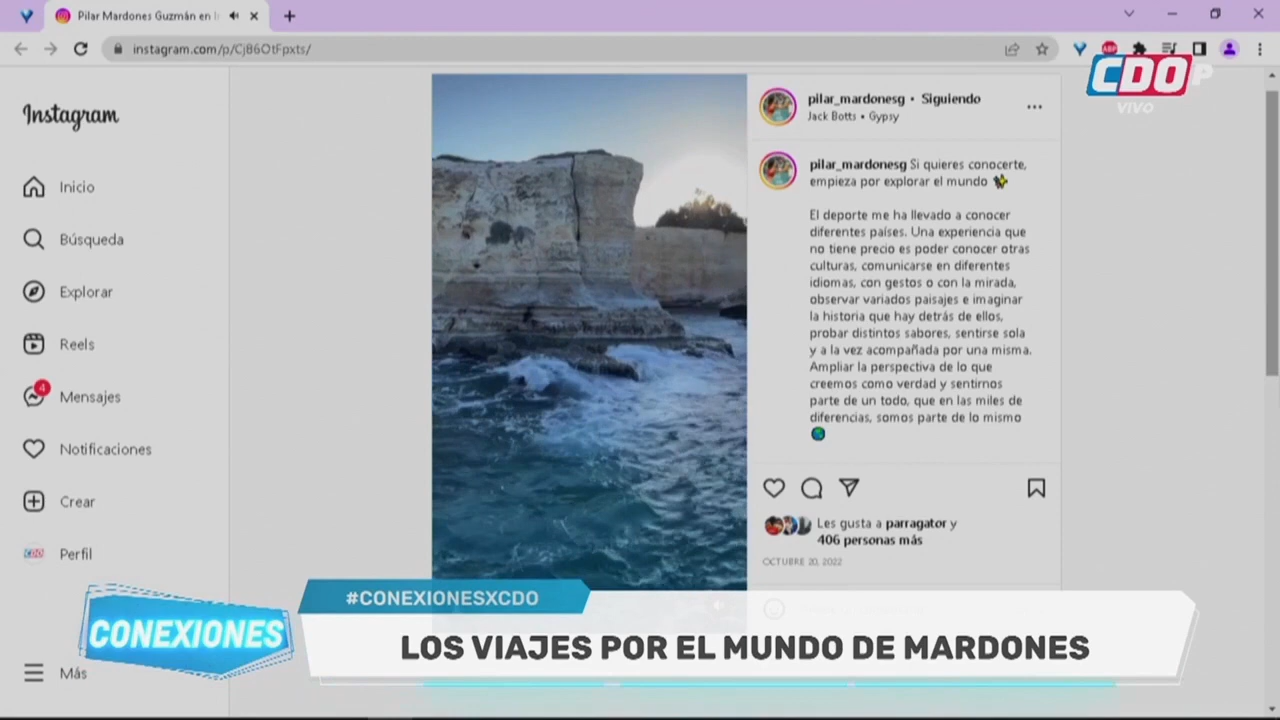 Pilar Mardones Guzmán en I
instagram.com/p/Cj86OtFpxts/
ABP
CDO P
VIVO
Instagram
Inicio
Búsqueda
Explorar
Reels
4
Mensajes
Notificaciones
Crear
CDO
Perfil
Más
pilar_mardonesg • Siguiendo
Jack Botts • Gypsy
pilar_mardonesg Si quieres conocerte,
empieza por explorar el mundo
El deporte me ha llevado a conocer
diferentes países. Una experiencia que
no tiene precio es poder conocer otras
culturas, comunicarse en diferentes
idiomas, con gestos o con la mirada,
observar variados paisajes e imaginar
la historia que hay detrás de ellos,
probar distintos sabores, sentirse sola
y a la vez acompañada por una misma.
Ampliar la perspectiva de lo que
creemos como verdad y sentirnos
parte de un todo, que en las miles de
diferencias, somos parte de lo mismo
Les gusta a parragator y
406 personas más
OCTUBRE 20, 2022
#CONEXIONESXCDO
CONEXIONES
LOS VIAJES POR EL MUNDO DE MARDONES